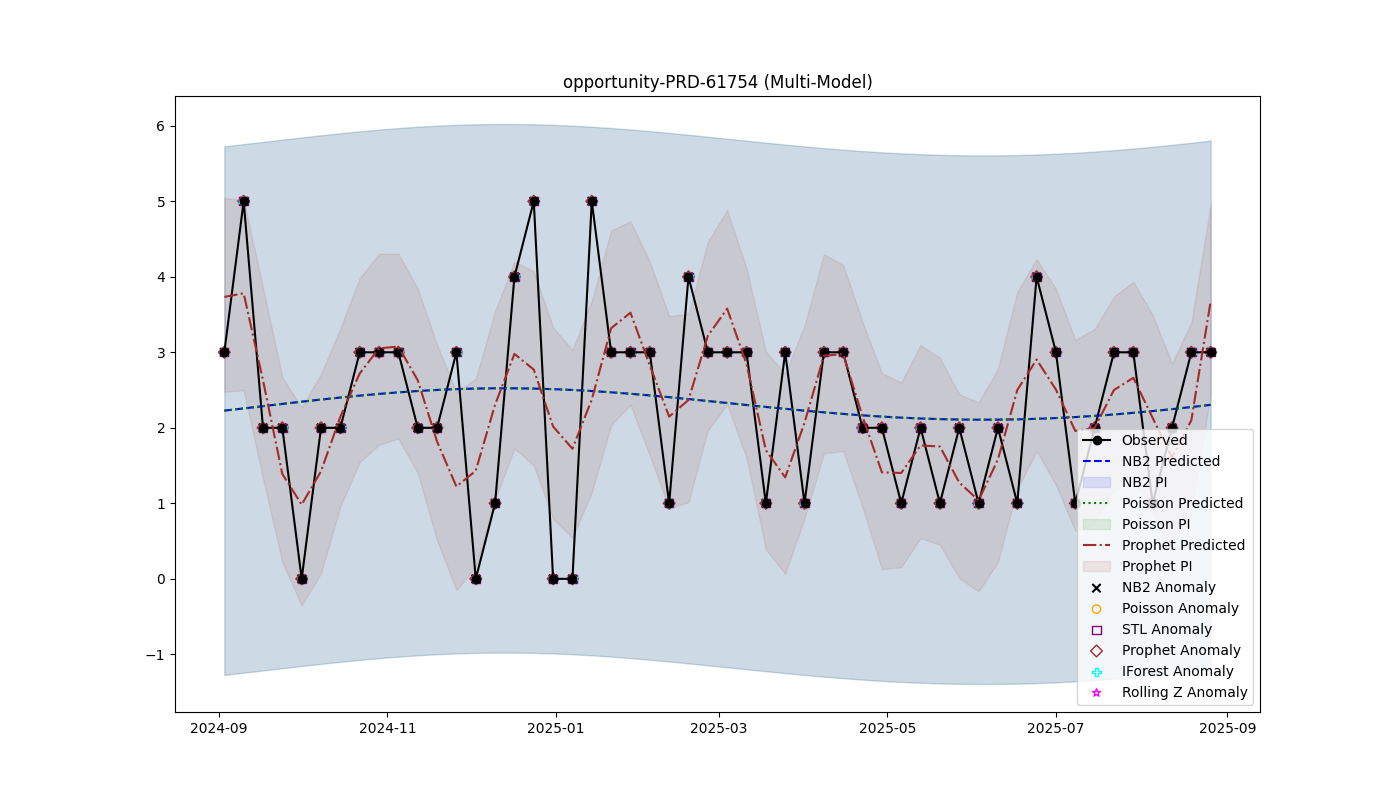 opportunity-PRD-61754 (Multi-Model)
6
5
4
3
2
1
0
−1
Observed
NB2 Predicted
NB2 PI
Poisson Predicted
Poisson PI
Prophet Predicted
Prophet PI
NB2 Anomaly
Poisson Anomaly
STL Anomaly
Prophet Anomaly
IForest Anomaly
Rolling Z Anomaly
2024-09 2024-11 2025-01 2025-03 2025-05 2025-07 2025-09